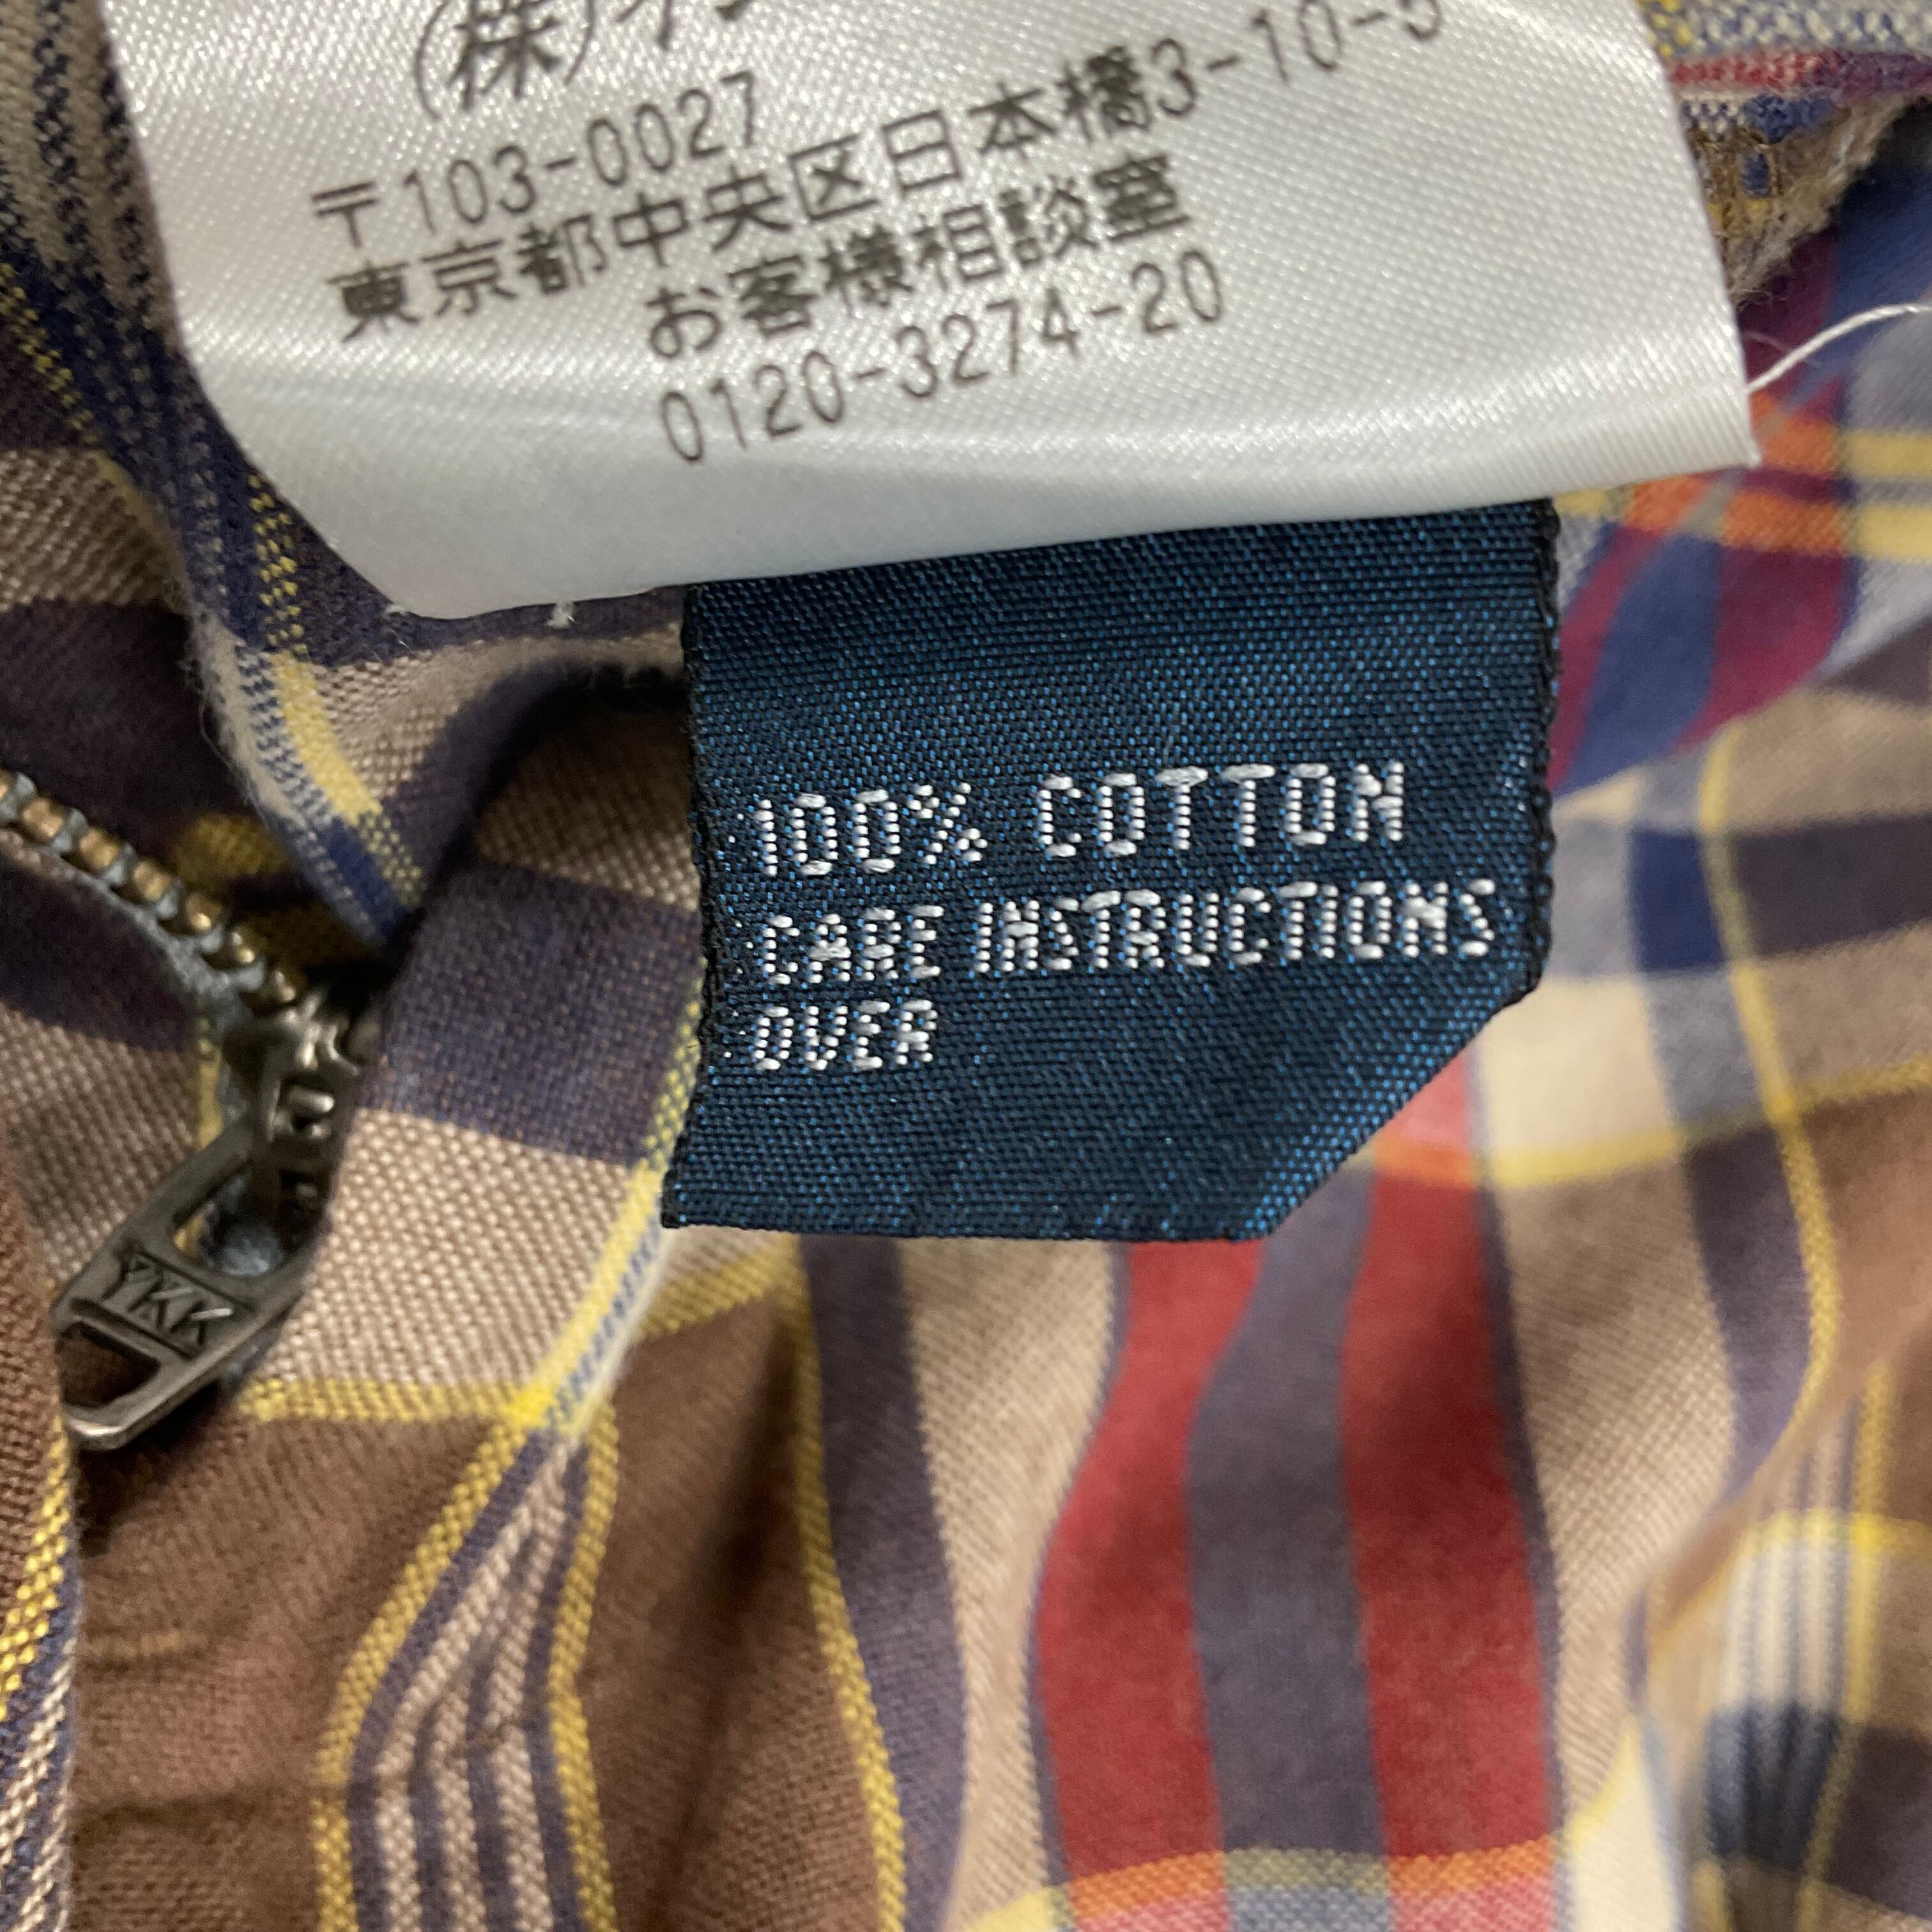 (株)
〒103-0027
東京都中央区日本橋3-10-5
お客様相談室
0120-3274-20
100% COTTON
CARE INSTRUCTIONS
OVER
YKK